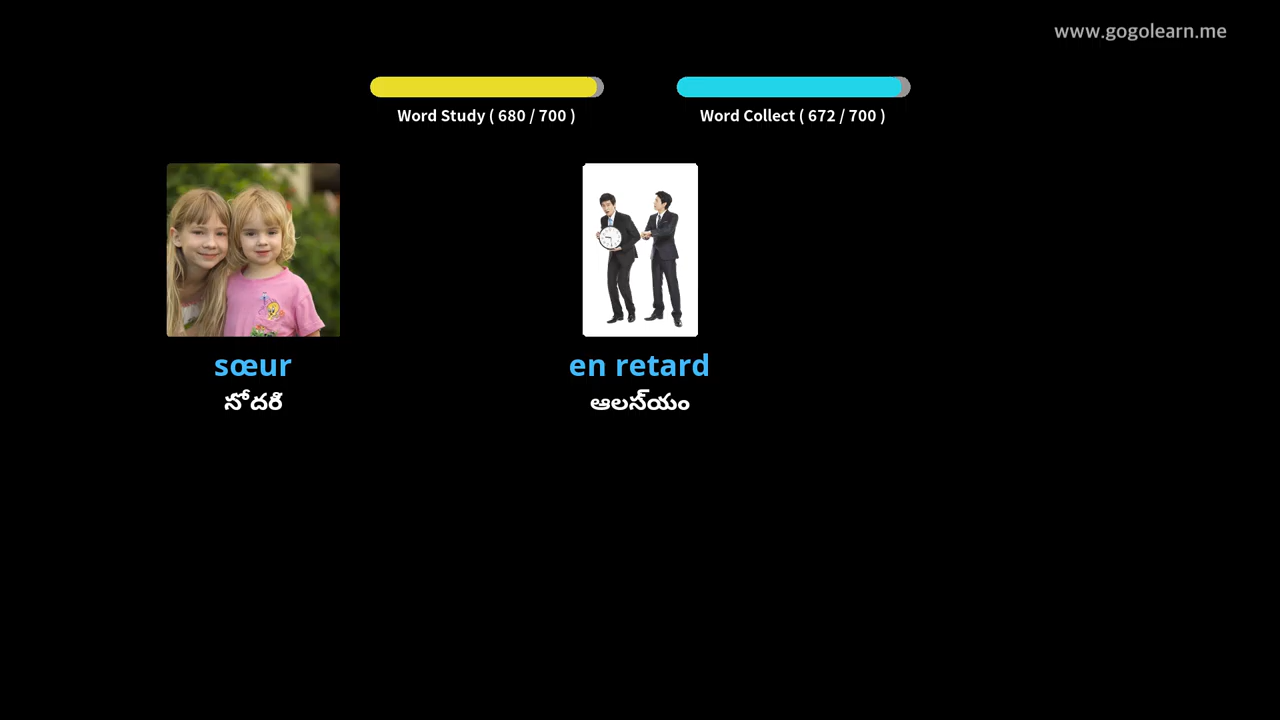 www.gogolearn.me
Word Study ( 680 / 700 )
Word Collect ( 672 / 700 )
sœur
en retard
సోదరి
ఆలస్యం